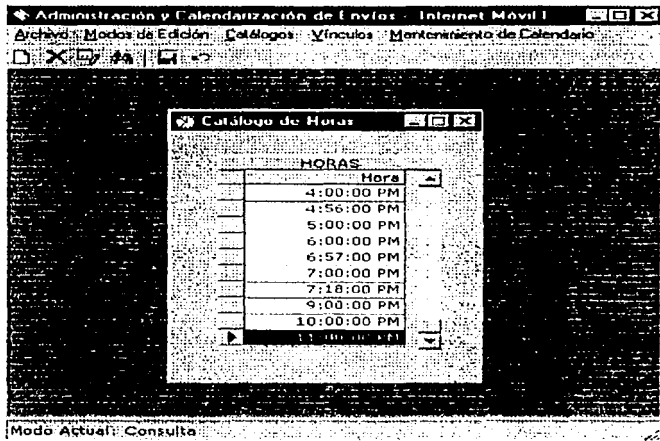 Administración y Calendarización de Envíos - Internet Móvil
Archivo Modos de Edición Catálogos Vínculos Mantenimiento de Calendario
Catálogo de Horas
HORAS
Hora
4:00:00 PM
4:56:00 PM
5:00:00 PM
6:00:00 PM
6:57:00 PM
7:00:00 PM
7:18:00 PM
9:00:00 PM
10:00:00 PM
Modo Actual: Consulta